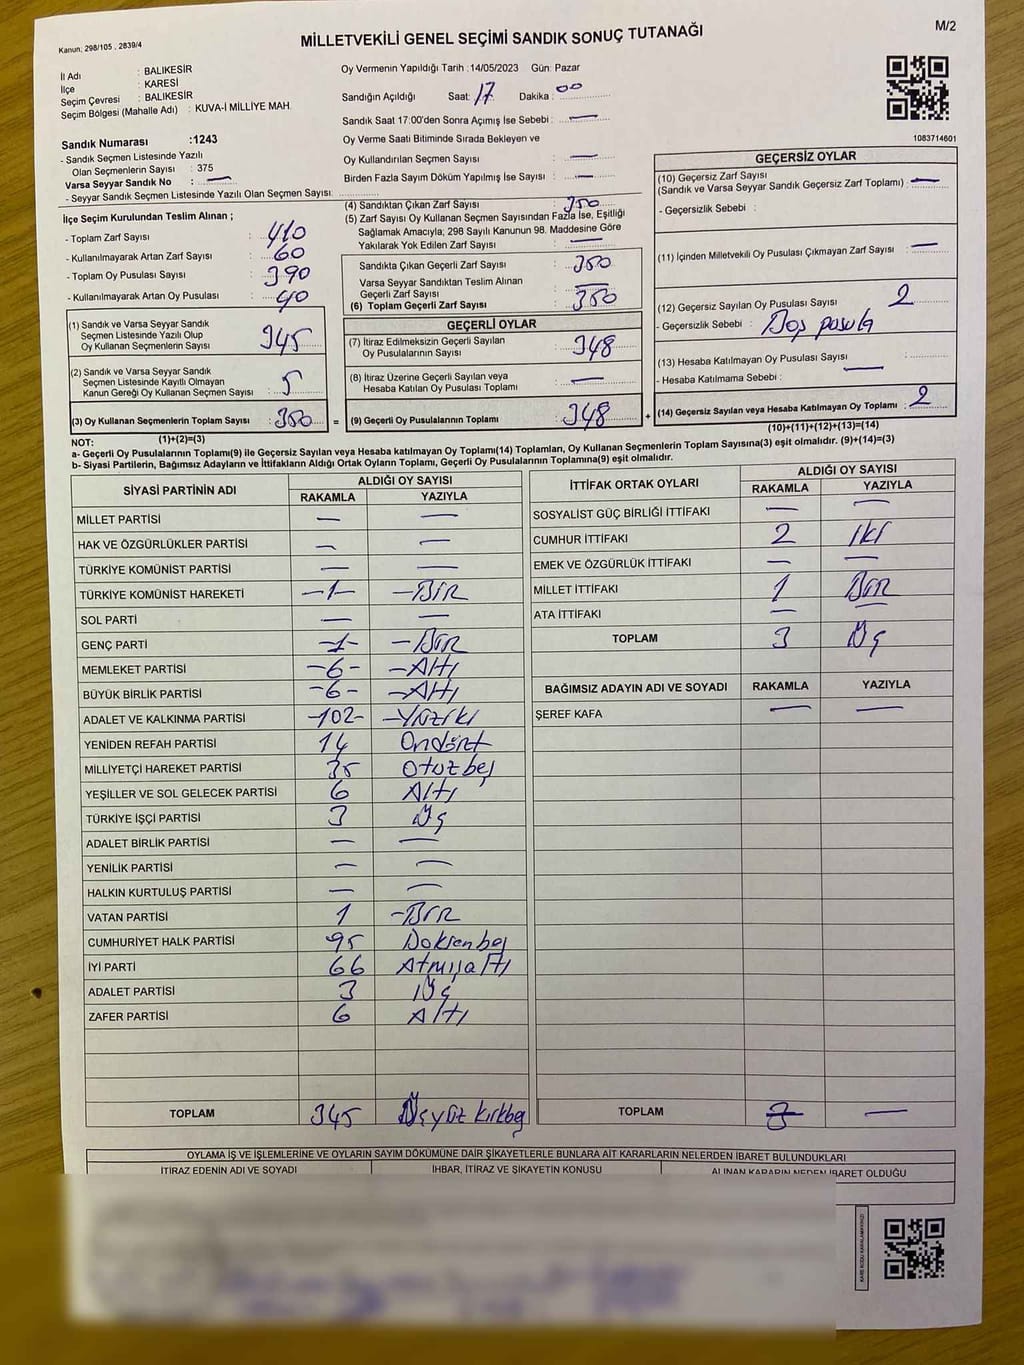 M/2
Kanun: 298/105 , 2839/4
MİLLETVEKİLİ GENEL SEÇİMİ SANDIK SONUÇ TUTANAĞI
İl Adı : BALIKESİR
İlçe : KARESİ
Seçim Çevresi : BALIKESİR
Seçim Bölgesi (Mahalle Adı) : KUVA-İ MİLLİYE MAH.
Sandık Numarası :1243
- Sandık Seçmen Listesinde Yazılı
Olan Seçmenlerin Sayısı : 375
Varsa Seyyar Sandık No : —
- Seyyar Sandık Seçmen Listesinde Yazılı Olan Seçmen Sayısı:
Oy Vermenin Yapıldığı Tarih :14/05/2023 Gün: Pazar
Sandığın Açıldığı Saat: 17 Dakika : 00
Sandık Saat 17:00'den Sonra Açımış İse Sebebi : —
Oy Verme Saati Bitiminde Sırada Bekleyen ve
Oy Kullandırılan Seçmen Sayısı : —
Birden Fazla Sayım Döküm Yapılmış İse Sayısı : —
1083714601
İlçe Seçim Kurulundan Teslim Alınan ;
- Toplam Zarf Sayısı : 410
- Kullanılmayarak Artan Zarf Sayısı : 60
- Toplam Oy Pusulası Sayısı : 390
- Kullanılmayarak Artan Oy Pusulası : 40
(1) Sandık ve Varsa Seyyar Sandık
Seçmen Listesinde Yazılı Olup
Oy Kullanan Seçmenlerin Sayısı : 345
(2) Sandık ve Varsa Seyyar Sandık
Seçmen Listesinde Kayıtlı Olmayan
Kanun Gereği Oy Kullanan Seçmen Sayısı : 5
(3) Oy Kullanan Seçmenlerin Toplam Sayısı : 350 =
(1)+(2)=(3)
(4) Sandıktan Çıkan Zarf Sayısı : 350
(5) Zarf Sayısı Oy Kullanan Seçmen Sayısından Fazla İse, Eşitliği
Sağlamak Amacıyla; 298 Sayılı Kanunun 98. Maddesine Göre
Yakılarak Yok Edilen Zarf Sayısı : —
Sandıkta Çıkan Geçerli Zarf Sayısı : 350
Varsa Seyyar Sandıktan Teslim Alınan
Geçerli Zarf Sayısı : —
(6) Toplam Geçerli Zarf Sayısı : 350
GEÇERLİ OYLAR
(7) İtiraz Edilmeksizin Geçerli Sayılan
Oy Pusulalarının Sayısı : 348
(8) İtiraz Üzerine Geçerli Sayılan veya
Hesaba Katılan Oy Pusulası Toplamı : —
(9) Geçerli Oy Pusulalarının Toplamı : 348 +
GEÇERSİZ OYLAR
(10) Geçersiz Zarf Sayısı
(Sandık ve Varsa Seyyar Sandık Geçersiz Zarf Toplamı) : —
- Geçersizlik Sebebi :
(11) İçinden Milletvekili Oy Pusulası Çıkmayan Zarf Sayısı : —
(12) Geçersiz Sayılan Oy Pusulası Sayısı : 2
- Geçersizlik Sebebi : Boş pusula
(13) Hesaba Katılmayan Oy Pusulası Sayısı : —
- Hesaba Katılmama Sebebi :
(14) Geçersiz Sayılan veya Hesaba Katılmayan Oy Toplamı : 2
(10)+(11)+(12)+(13)=(14)
NOT:
a- Geçerli Oy Pusulalarının Toplamı(9) ile Geçersiz Sayılan veya Hesaba katılmayan Oy Toplamı(14) Toplamları, Oy Kullanan Seçmenlerin Toplam Sayısına(3) eşit olmalıdır. (9)+(14)=(3)
b- Siyasi Partilerin, Bağımsız Adayların ve İttifakların Aldığı Ortak Oyların Toplamı, Geçerli Oy Pusulalarının Toplamına(9) eşit olmalıdır.
SİYASİ PARTİNİN ADI ALDIĞI OY SAYISI
RAKAMLA YAZIYLA
MİLLET PARTİSİ — —
HAK VE ÖZGÜRLÜKLER PARTİSİ — —
TÜRKİYE KOMÜNİST PARTİSİ — —
TÜRKİYE KOMÜNİST HAREKETİ -1- -BİR
SOL PARTİ — —
GENÇ PARTİ -1- -BİR
MEMLEKET PARTİSİ -6- -Altı
BÜYÜK BİRLİK PARTİSİ -6- -Altı
ADALET VE KALKINMA PARTİSİ -102- -Yüziki
YENİDEN REFAH PARTİSİ 14 Ondört
MİLLİYETÇİ HAREKET PARTİSİ 35 Otuzbeş
YEŞİLLER VE SOL GELECEK PARTİSİ 6 Altı
TÜRKİYE İŞÇİ PARTİSİ 3 Üç
ADALET BİRLİK PARTİSİ — —
YENİLİK PARTİSİ — —
HALKIN KURTULUŞ PARTİSİ — —
VATAN PARTİSİ 1 -Bir
CUMHURİYET HALK PARTİSİ 95 Doksenbeş
İYİ PARTİ 66 Atmışaltı
ADALET PARTİSİ 3 Üç
ZAFER PARTİSİ 6 Altı
TOPLAM 345 Üçyüz kırkbeş
İTTİFAK ORTAK OYLARI ALDIĞI OY SAYISI
RAKAMLA YAZIYLA
SOSYALİST GÜÇ BİRLİĞİ İTTİFAKI — —
CUMHUR İTTİFAKI 2 İki
EMEK VE ÖZGÜRLÜK İTTİFAKI — —
MİLLET İTTİFAKI 1 Bir
ATA İTTİFAKI — —
TOPLAM 3 Üç
BAĞIMSIZ ADAYIN ADI VE SOYADI RAKAMLA YAZIYLA
ŞEREF KAFA — —
TOPLAM —
OYLAMA İŞ VE İŞLEMLERİNE VE OYLARIN SAYIM DÖKÜMÜNE DAİR ŞİKAYETLERLE BUNLARA AİT KARARLARIN NELERDEN İBARET BULUNDUKLARI
İTİRAZ EDENİN ADI VE SOYADI İHBAR, İTİRAZ VE ŞİKAYETİN KONUSU ALINAN KARARIN NEDEN İBARET OLDUĞU
KARE KODU KARALAMAYINIZ!